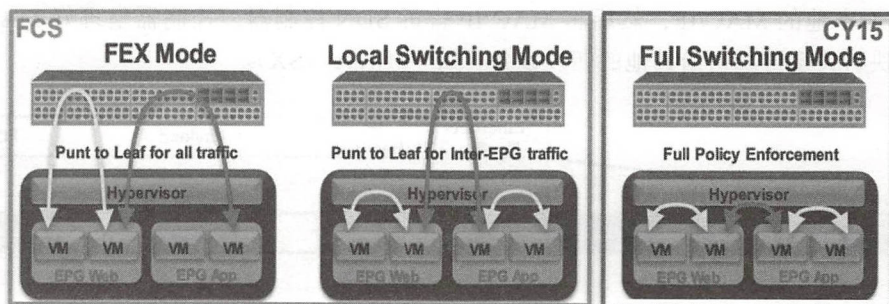 FCS
FEX Mode
Punt to Leaf for all traffic
Hypervisor
VM VM VM VM
EPG Web EPG App
Local Switching Mode
Punt to Leaf for Inter-EPG traffic
Hypervisor
VM VM VM VM
EPG Web EPG App
CY15
Full Switching Mode
Full Policy Enforcement
Hypervisor
VM VM VM VM
EPG Web EPG App